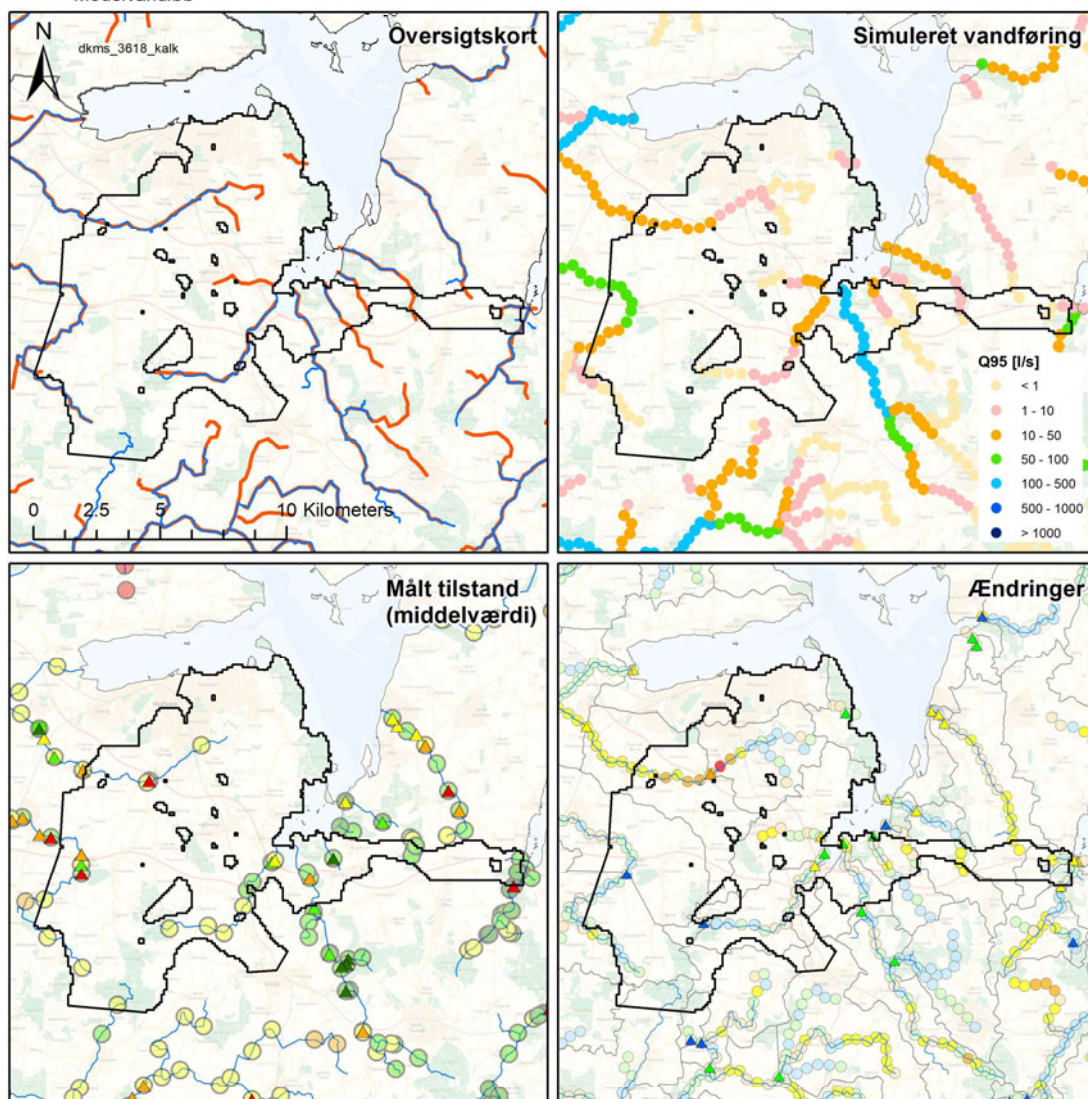 N
dkms_3618_kalk
Oversigtskort
0 2.5 5 10 Kilometers
Simuleret vandføring
Q95 [l/s]
< 1
1 - 10
10 - 50
50 - 100
100 - 500
500 - 1000
> 1000
Målt tilstand
(middelværdi)
Ændringer